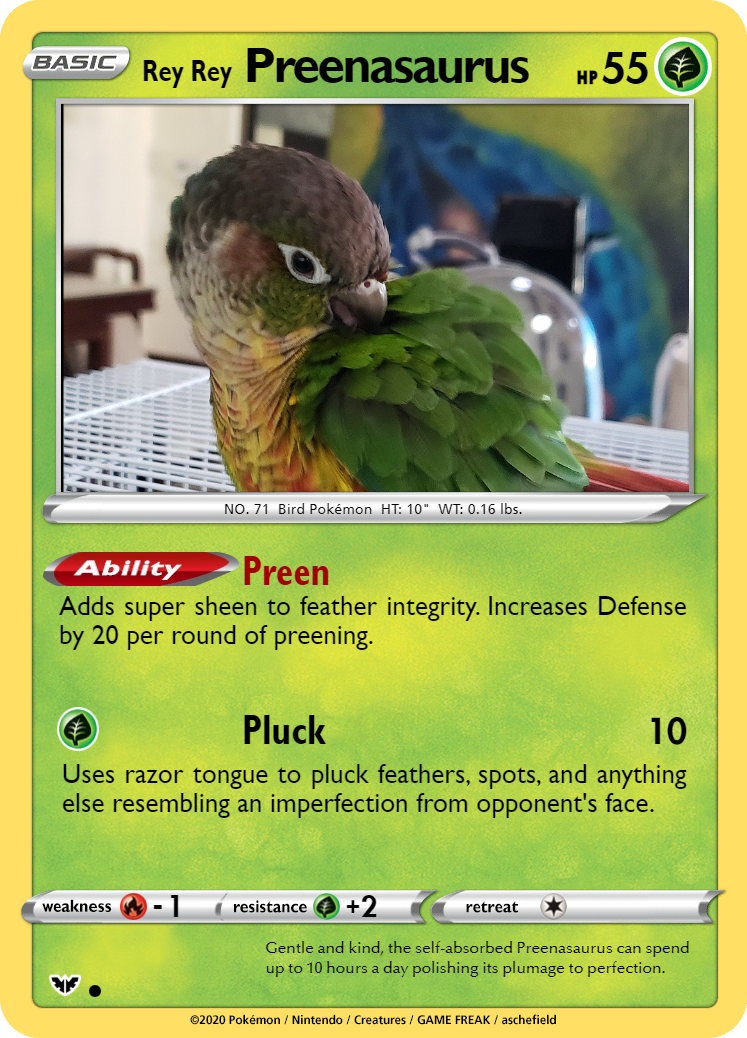 BASIC Rey Rey Preenasaurus HP 55
NO. 71 Bird Pokémon HT: 10" WT: 0.16 lbs.
Ability Preen
Adds super sheen to feather integrity. Increases Defense
by 20 per round of preening.
Pluck 10
Uses razor tongue to pluck feathers, spots, and anything
else resembling an imperfection from opponent's face.
weakness - 1 resistance +2 retreat
Gentle and kind, the self-absorbed Preenasaurus can spend
up to 10 hours a day polishing its plumage to perfection.
©2020 Pokémon / Nintendo / Creatures / GAME FREAK / aschefield